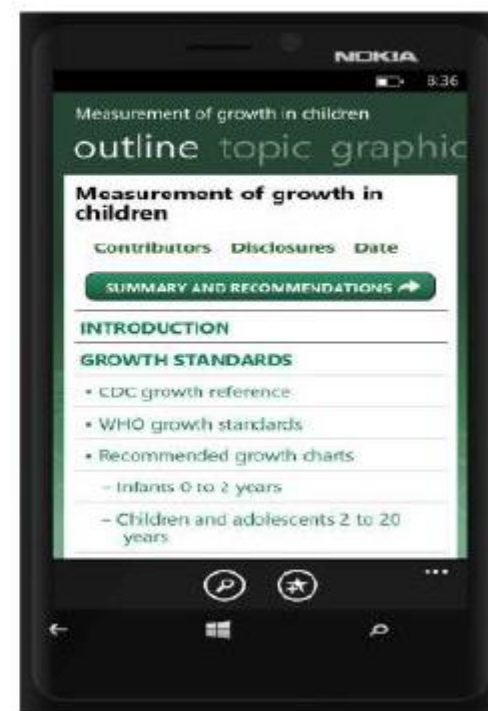 NOKIA
8:36
Measurement of growth in children
outline topic graphic
Measurement of growth in
children
Contributors Disclosures Date
SUMMARY AND RECOMMENDATIONS
INTRODUCTION
GROWTH STANDARDS
• CDC growth reference
• WHO growth standards
• Recommended growth charts
– Infants 0 to 2 years
– Children and adolescents 2 to 20
years
...